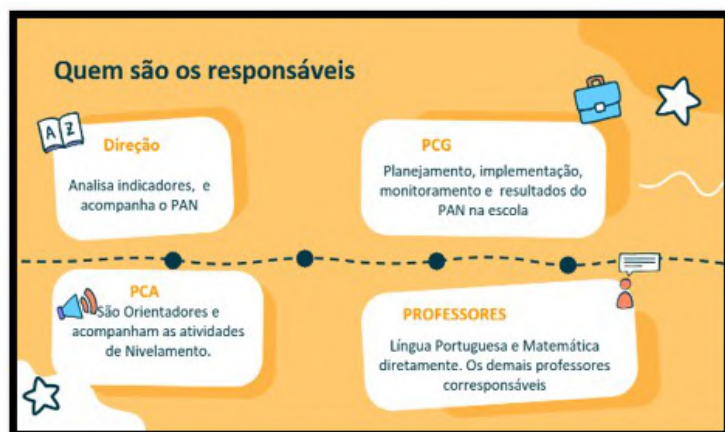 Quem são os responsáveis
A Z
Direção
Analisa indicadores, e
acompanha o PAN
PCG
Planejamento, implementação,
monitoramento e resultados do
PAN na escola
PCA
São Orientadores e
acompanham as atividades
de Nivelamento.
PROFESSORES
Língua Portuguesa e Matemática
diretamente. Os demais professores
corresponsáveis